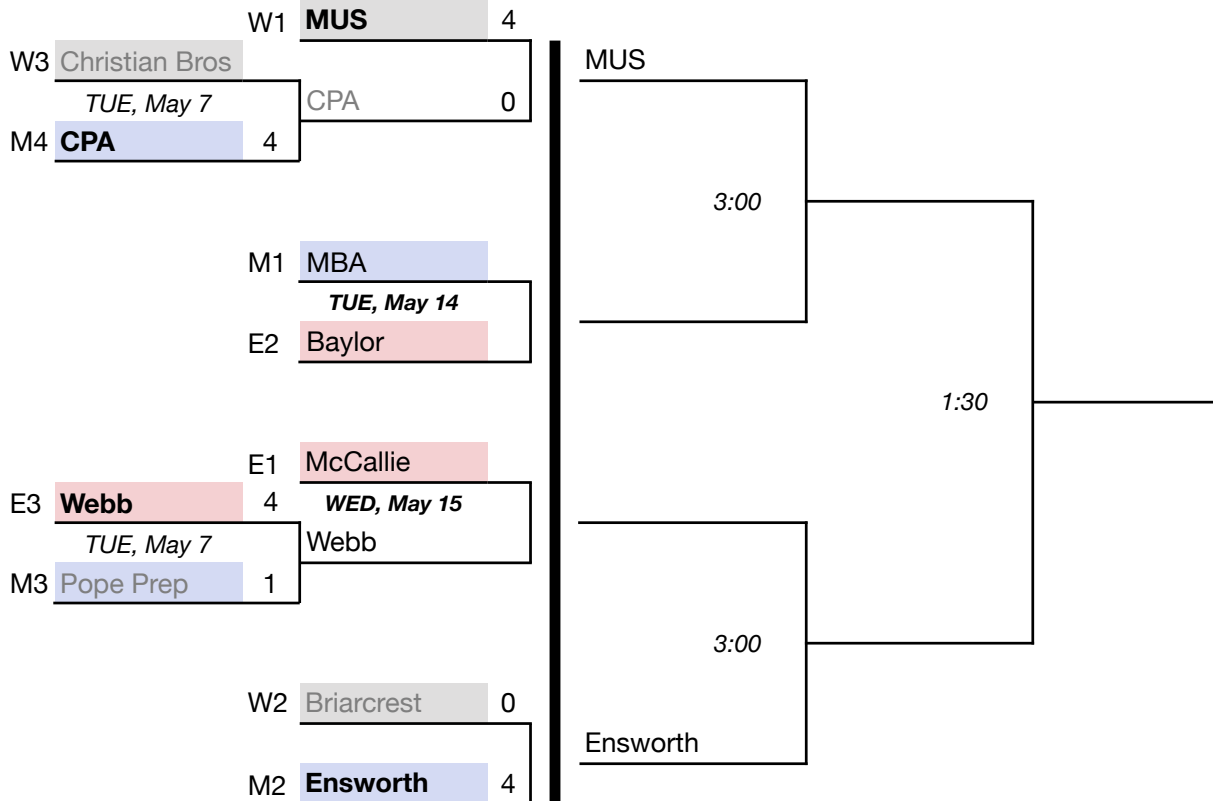 W1 MUS 4
W3 Christian Bros
MUS
TUE, May 7
CPA 0
M4 CPA 4
3:00
M1 MBA
TUE, May 14
E2 Baylor
1:30
E1 McCallie
E3 Webb 4
WED, May 15
TUE, May 7
Webb
M3 Pope Prep 1
3:00
W2 Briarcrest 0
Ensworth
M2 Ensworth 4